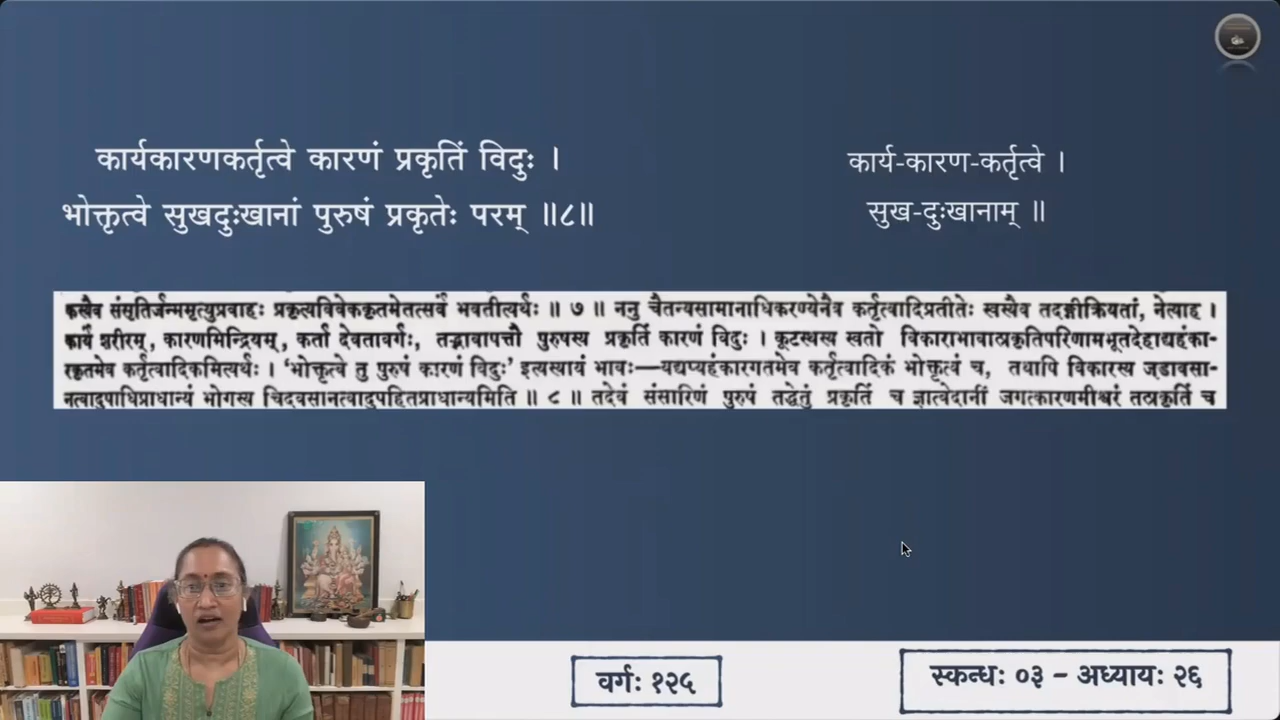 कार्यकारणकर्तृत्वे कारणं प्रकृतिं विदुः ।
भोक्तृत्वे सुखदुःखानां पुरुषं प्रकृतेः परम् ॥८॥
कार्य-कारण-कर्तृत्वे ।
सुख-दुःखानाम् ॥
कस्यैव संसृतिर्जन्ममृत्युप्रवाहः प्रकृत्यविवेककृतमेतत्सर्वं भवतीत्यर्थः ॥ ७ ॥ ननु चैतन्यसामानाधिकरण्येनैव कर्तृत्वादिप्रतीतेः स्वस्यैव तदङ्गीक्रियतां, नेत्याह ।
कार्यं शरीरम्, कारणमिन्द्रियम्, कर्ता देवतावर्गः, तद्भावापत्तौ पुरुषस्य प्रकृतिं कारणं विदुः । कूटस्थस्य स्वतो विकाराभावात्प्रकृतिपरिणामभूतदेहाद्यहंका-
रकृतमेव कर्तृत्वादिकमित्यर्थः । ‘भोक्तृत्वे तु पुरुषं कारणं विदुः’ इत्यस्यायं भावः—यद्यप्यहंकारगतमेव कर्तृत्वादिकं भोक्तृत्वं च, तथापि विकारस्य जडावसा-
नत्वादुपाधिप्राधान्यं भोगस्य चिदवसानत्वादुपहितप्राधान्यमिति ॥ ८ ॥ तदेवं संसारिणं पुरुषं तद्धेतुं प्रकृतिं च ज्ञात्वेदानीं जगत्कारणमीश्वरं तत्प्रकृतिं च
वर्गः १२५
स्कन्धः ०३ - अध्यायः २६